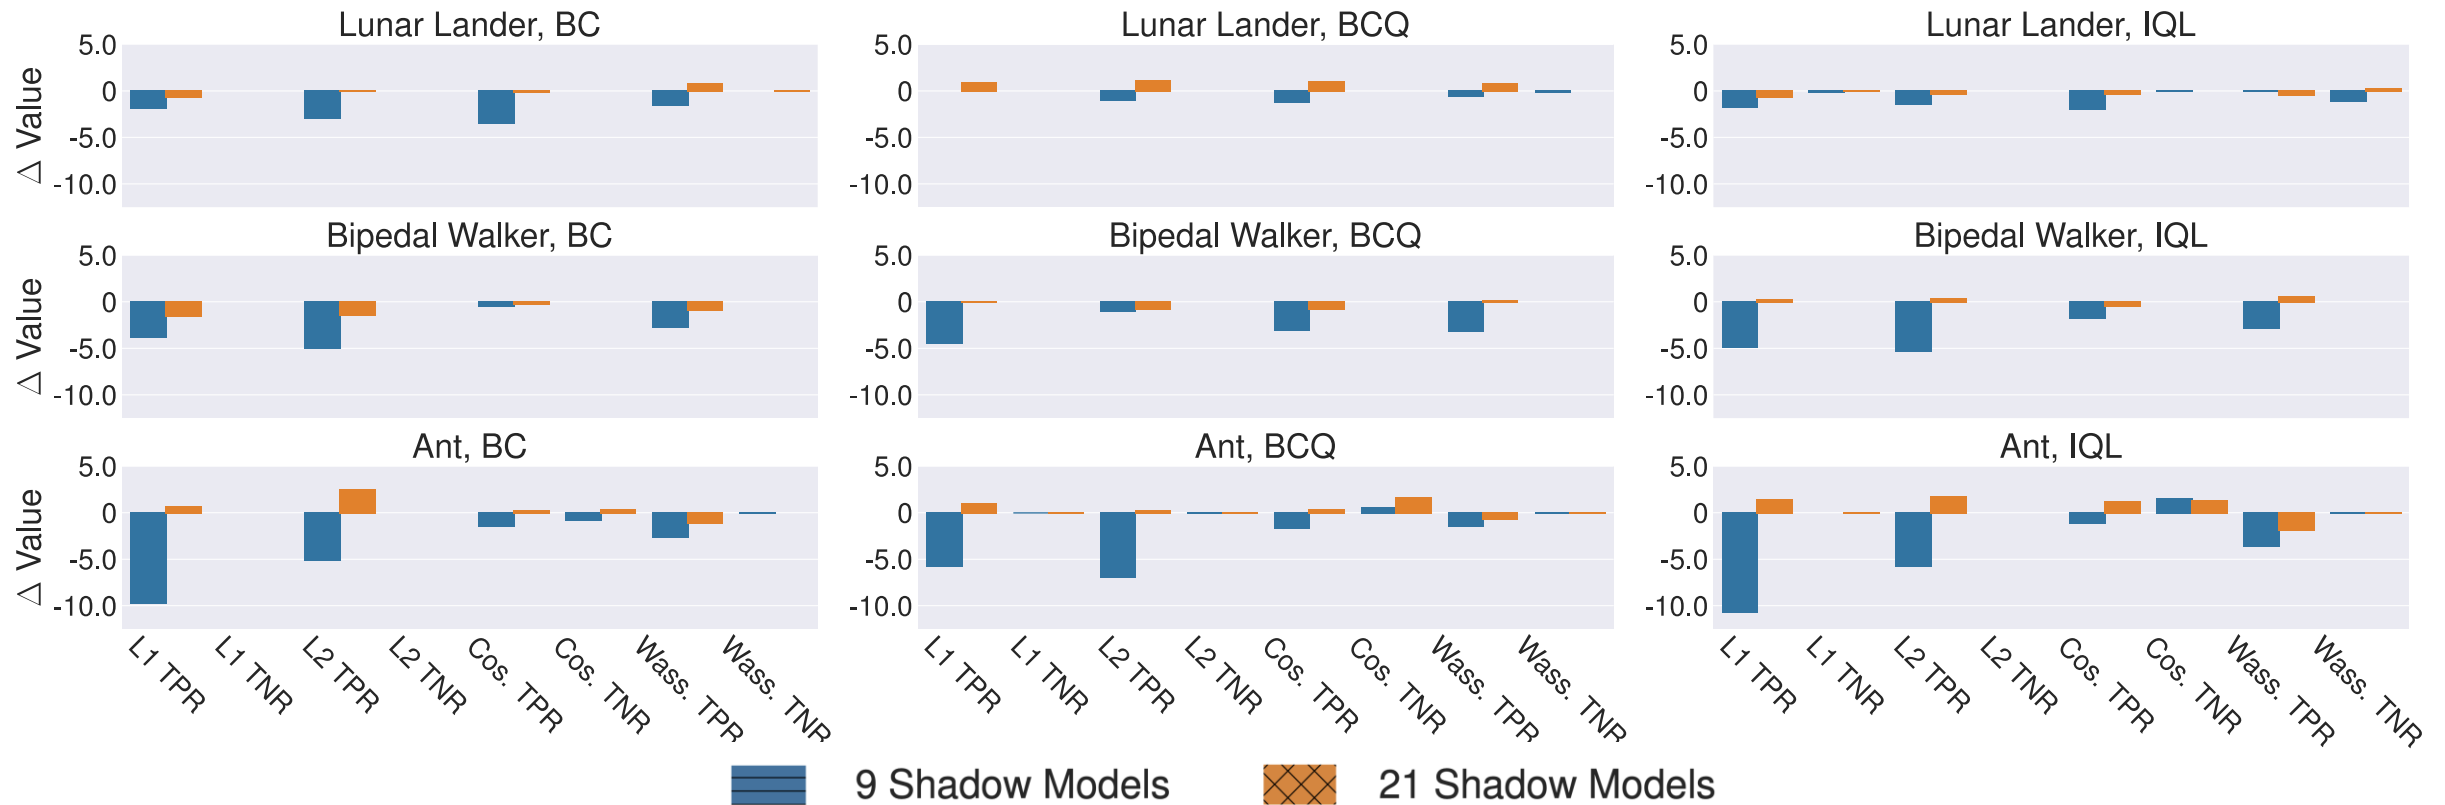 Lunar Lander, BC
Lunar Lander, BCQ
Lunar Lander, IQL
△ Value
5.0
0
-5.0
-10.0
5.0
0
-5.0
-10.0
5.0
0
-5.0
-10.0
Bipedal Walker, BC
Bipedal Walker, BCQ
Bipedal Walker, IQL
△ Value
5.0
0
-5.0
-10.0
5.0
0
-5.0
-10.0
5.0
0
-5.0
-10.0
Ant, BC
Ant, BCQ
Ant, IQL
△ Value
5.0
0
-5.0
-10.0
5.0
0
-5.0
-10.0
5.0
0
-5.0
-10.0
L1 TPR
L1 TNR
L2 TPR
L2 TNR
Cos. TPR
Cos. TNR
Wass. TPR
Wass. TNR
L1 TPR
L1 TNR
L2 TPR
L2 TNR
Cos. TPR
Cos. TNR
Wass. TPR
Wass. TNR
L1 TPR
L1 TNR
L2 TPR
L2 TNR
Cos. TPR
Cos. TNR
Wass. TPR
Wass. TNR
9 Shadow Models
21 Shadow Models